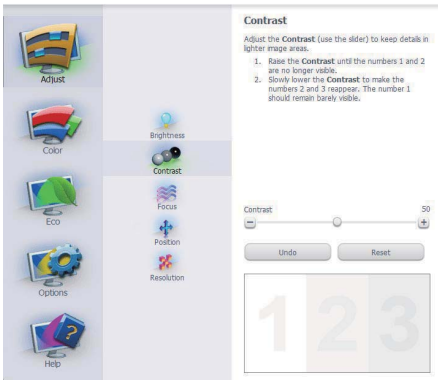 Adjust
Color
Eco
Options
Help
Brightness
Contrast
Focus
Position
Resolution
Contrast
Adjust the Contrast (use the slider) to keep details in
lighter image areas.
1. Raise the Contrast until the numbers 1 and 2
are no longer visible.
2. Slowly lower the Contrast to make the
numbers 2 and 3 reappear. The number 1
should remain barely visible.
Contrast 50
Undo Reset
1 2 3